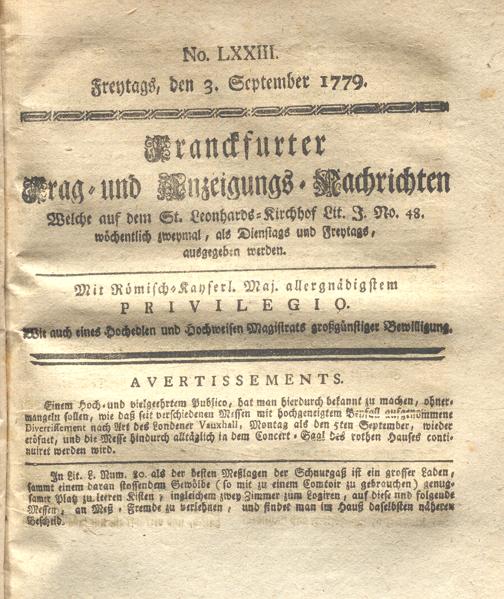 No. LXXIII.
Freytags, den 3. September 1779.
Franckfurter
Frag- und Anzeigungs-Nachrichten
Welche auf dem St. Leonhards-Kirchhof Lit. J. No. 48.
wöchentlich zweymal, als Dienstags und Freytags,
ausgegeben werden.
Mit Römisch-Kayserl. Maj. allergnädigstem
PRIVILEGIO.
Wie auch eines Hochedlen und Hochweisen Magistrats großgünstiger Bewilligung.
AVERTISSEMENTS.
Einem Hoch- und vielgeehrtem Publico, hat man hierdurch bekannt zu machen, ohner-
mangeln sollen, wie daß seit verschiedenen Messen mit hochgeneigtem Beyfall aufgenommene
Divertissement nach Art des Londener Vauxhall, Montag als den 5ten September, wieder
eröfnet, und die Messe hindurch alltäglich in dem Concert-Saal des rothen Hauses conti-
nuiret werden wird.
In Lit. L. Num. 80. als der besten Meßlagen der Schnurgaß ist ein grosser Laden,
sammt einem daran stossendem Gewölbe (so mit zu einem Comtoir zu gebrauchen) genug-
samer Platz zu leeren Kisten, ingleichem zwey Zimmer zum Logiren, auf diese und folgende
Messen, an Meß-Fremde zu verlehnen, und findet man im Hauß daselbsten nähern
Bescheid.